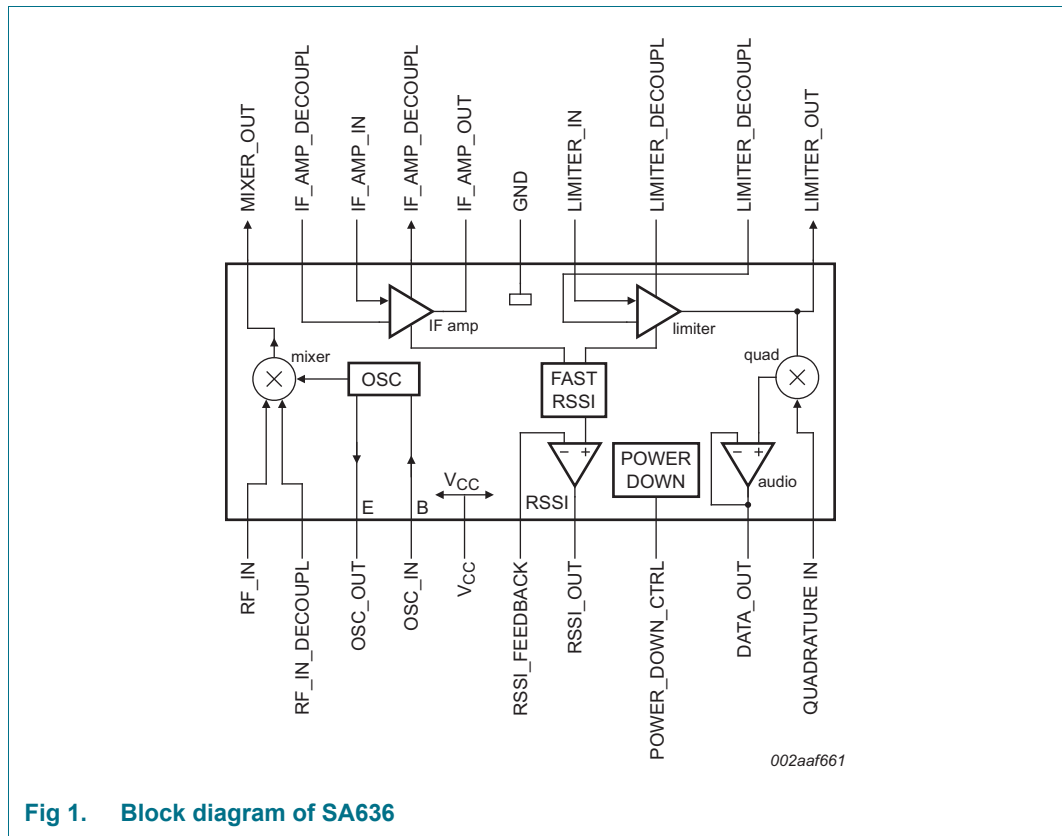 MIXER_OUT
IF_AMP_DECOUPL
IF_AMP_IN
IF_AMP_DECOUPL
IF_AMP_OUT
GND
LIMITER_IN
LIMITER_DECOUPL
LIMITER_DECOUPL
LIMITER_OUT
IF amp
limiter
mixer
quad
OSC
FAST
RSSI
E
B
VCC
RSSI
− +
POWER
DOWN
− +
audio
RF_IN
RF_IN_DECOUPL
OSC_OUT
OSC_IN
VCC
RSSI_FEEDBACK
RSSI_OUT
POWER_DOWN_CTRL
DATA_OUT
QUADRATURE IN
002aaf661
Fig 1. Block diagram of SA636